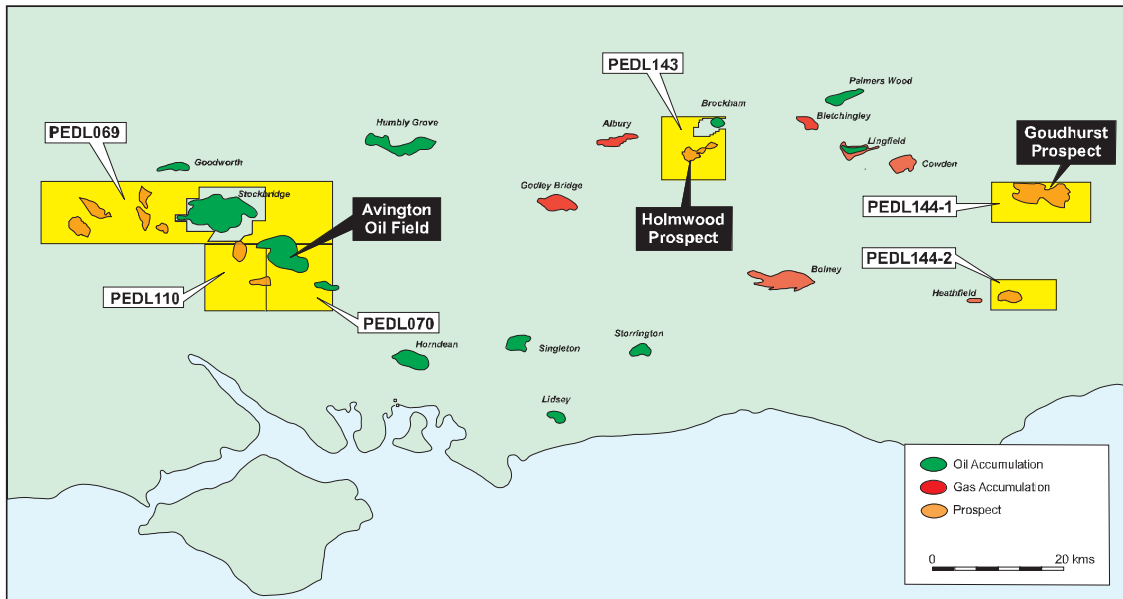 PEDL143
Palmers Wood
Brockham
Bletchingley
Humbly Grove
Albury
PEDL069
Goudhurst
Prospect
Lingfield
Goodworth
Cowden
Stockbridge
Godley Bridge
Avington
Oil Field
Holmwood
Prospect
PEDL144-1
PEDL144-2
Bolney
PEDL110
Heathfield
PEDL070
Storrington
Horndean
Singleton
Lidsey
Oil Accumulation
Gas Accumulation
Prospect
0 20 kms